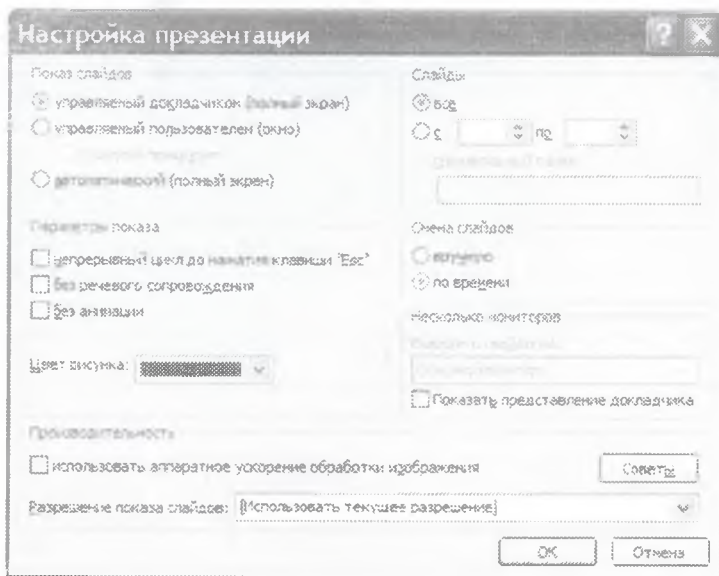 Настройка презентации
Показ слайдов
управляемый докладчиком (полный экран)
управляемый пользователем (окно)
автоматический (полный экран)
Параметры показа
непрерывный цикл до нажатия клавиши "Esc"
без речевого сопровождения
без анимации
Цвет рисунка:
Слайды
все
с по
Смена слайдов
вручную
по времени
Несколько мониторов
Показать представление докладчика
Производительность
использовать аппаратное ускорение обработки изображения
Советы
Разрешение показа слайдов: [Использовать текущее разрешение]
ОК Отмена